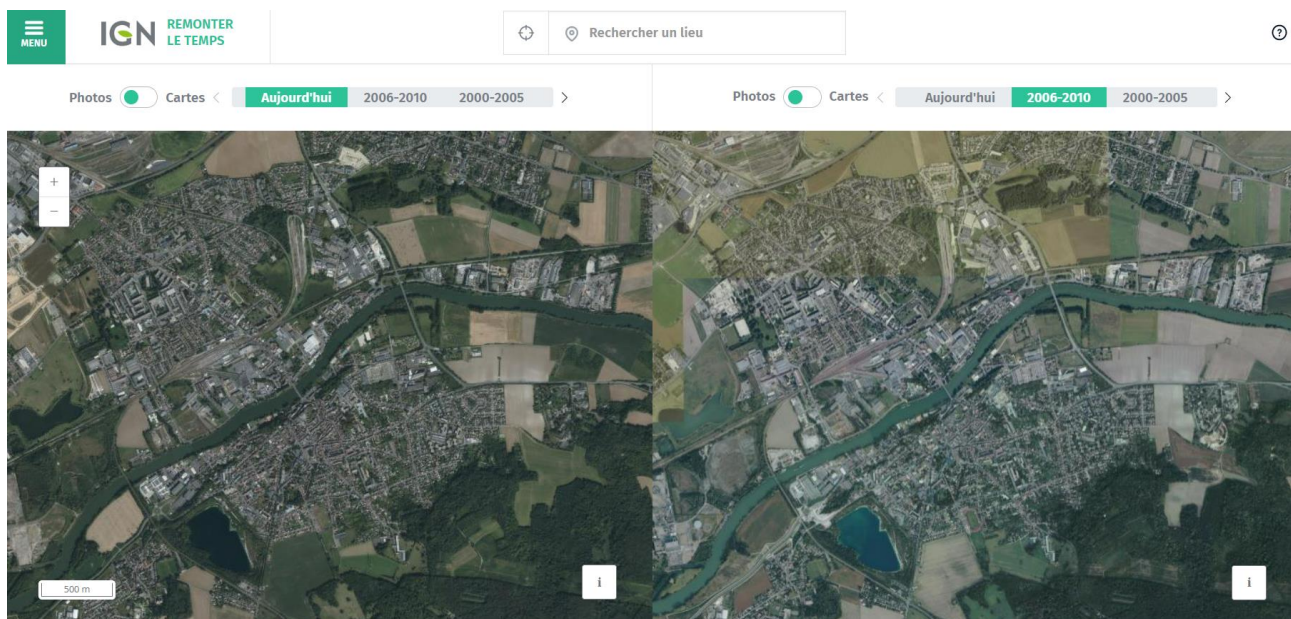 MENU
IGN
REMONTER
LE TEMPS
Rechercher un lieu
?
Photos Cartes < Aujourd'hui 2006-2010 2000-2005 >
Photos Cartes < Aujourd'hui 2006-2010 2000-2005 >
+
−
500 m
i
i